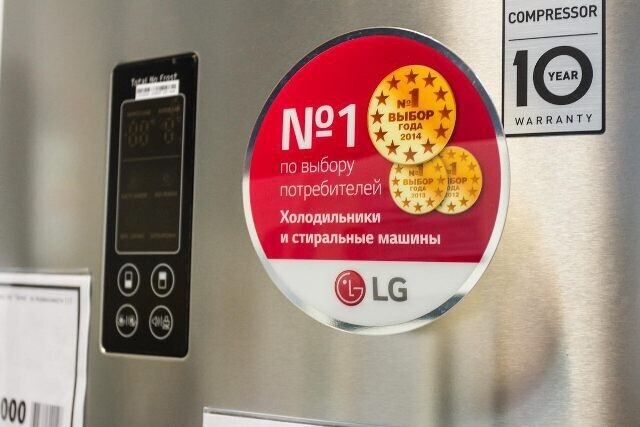 COMPRESSOR
10
YEAR
WARRANTY
Total No Frost
№1
по выбору
потребителей
Холодильники
и стиральные машины
№1
ВЫБОР
ГОДА
2014
№1
ВЫБОР
ГОДА
2013
№1
ВЫБОР
ГОДА
2012
LG
000